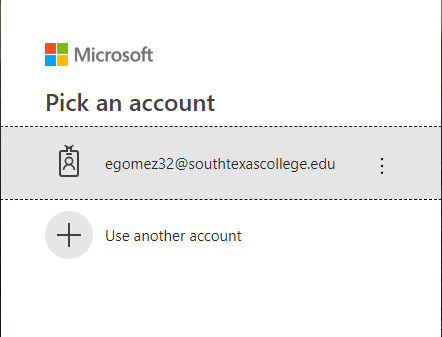 Microsoft
Pick an account
egomez32@southtexascollege.edu
Use another account